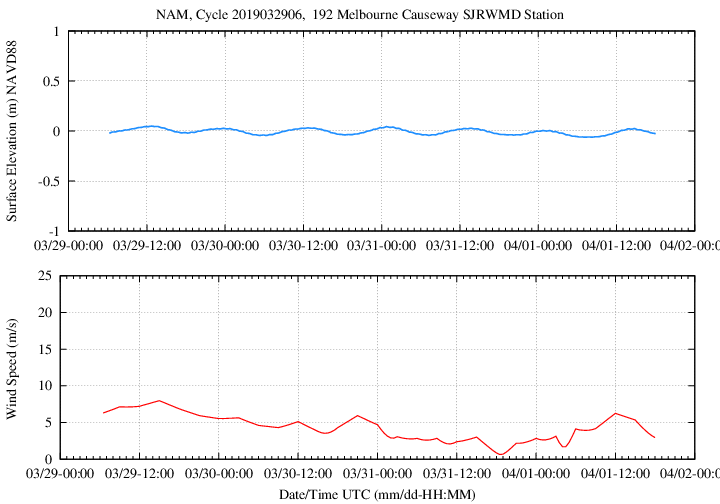 NAM, Cycle 2019032906,  192 Melbourne Causeway SJRWMD Station
Surface Elevation (m) NAVD88
1
0.5
0
-0.5
-1
03/29-00:00 03/29-12:00 03/30-00:00 03/30-12:00 03/31-00:00 03/31-12:00 04/01-00:00 04/01-12:00 04/02-00:00
Wind Speed (m/s)
25
20
15
10
5
0
03/29-00:00 03/29-12:00 03/30-00:00 03/30-12:00 03/31-00:00 03/31-12:00 04/01-00:00 04/01-12:00 04/02-00:00
Date/Time UTC (mm/dd-HH:MM)